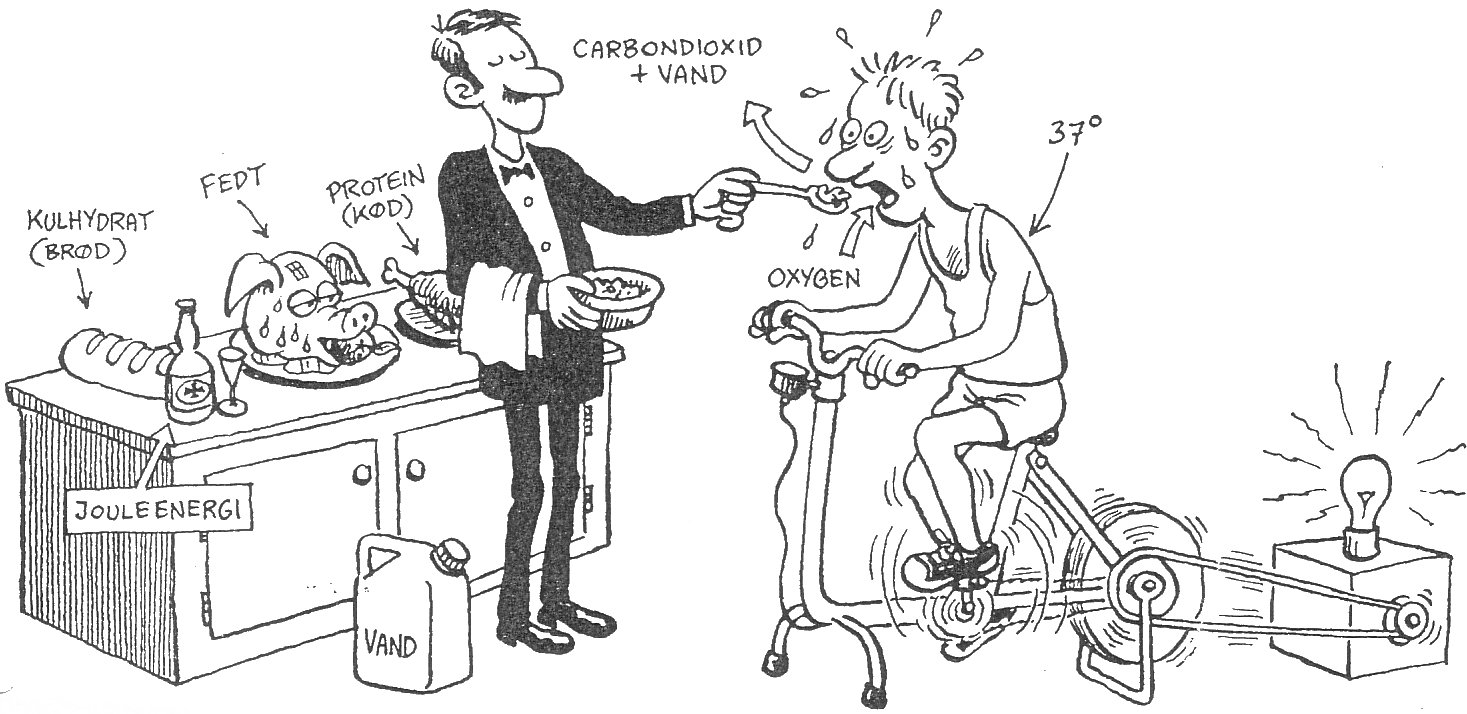 CARBONDIOXID
+ VAND
37°
FEDT
PROTEIN
(KØD)
KULHYDRAT
(BRØD)
OXYGEN
JOULEENERGI
VAND